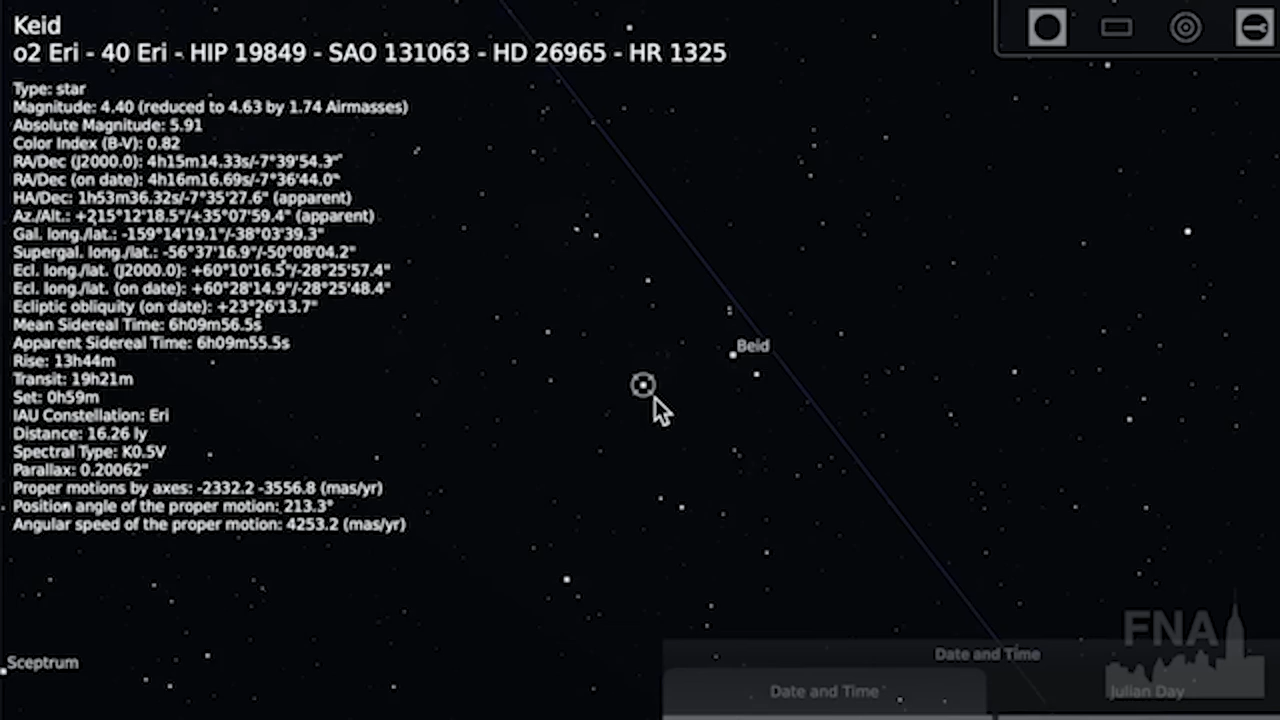 Keid
o2 Eri - 40 Eri - HIP 19849 - SAO 131063 - HD 26965 - HR 1325
Type: star
Magnitude: 4.40 (reduced to 4.63 by 1.74 Airmasses)
Absolute Magnitude: 5.91
Color Index (B-V): 0.82
RA/Dec (J2000.0): 4h15m14.33s/-7°39'54.3"
RA/Dec (on date): 4h16m16.69s/-7°36'44.0"
HA/Dec: 1h53m36.32s/-7°35'27.6" (apparent)
Az./Alt.: +215°12'18.5"/+35°07'59.4" (apparent)
Gal. long./lat.: -159°14'19.1"/-38°03'39.3"
Supergal. long./lat.: -56°37'16.9"/-50°08'04.2"
Ecl. long./lat. (J2000.0): +60°10'16.5"/-28°25'57.4"
Ecl. long./lat. (on date): +60°28'14.9"/-28°25'48.4"
Ecliptic obliquity (on date): +23°26'13.7"
Mean Sidereal Time: 6h09m56.5s
Apparent Sidereal Time: 6h09m55.5s
Rise: 13h44m
Transit: 19h21m
Set: 0h59m
IAU Constellation: Eri
Distance: 16.26 ly
Spectral Type: K0.5V
Parallax: 0.20062"
Proper motions by axes: -2332.2 -3556.8 (mas/yr)
Position angle of the proper motion: 213.3°
Angular speed of the proper motion: 4253.2 (mas/yr)
Beid
Sceptrum
FNA
Date and Time
Date and Time
Julian Day